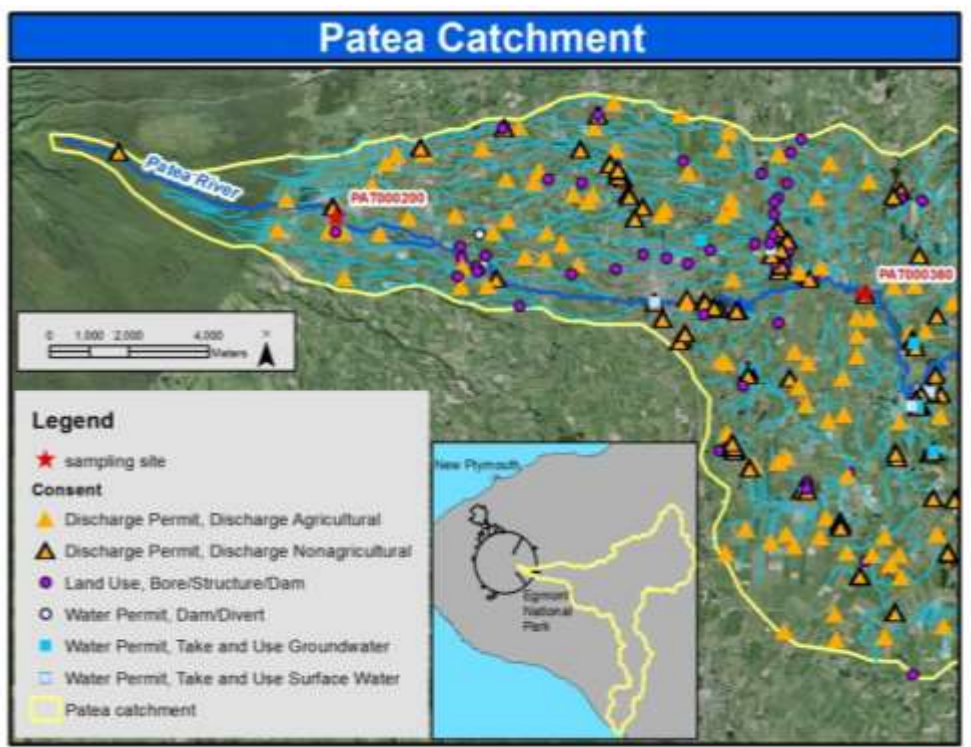 Patea Catchment
Patea River
PAT000200
PAT000360
0 1,000 2,000 4,000
Meters
N
Legend
sampling site
Consent
Discharge Permit, Discharge Agricultural
Discharge Permit, Discharge Nonagricultural
Land Use, Bore/Structure/Dam
Water Permit, Dam/Divert
Water Permit, Take and Use Groundwater
Water Permit, Take and Use Surface Water
Patea catchment
New Plymouth
Egmont
National
Park